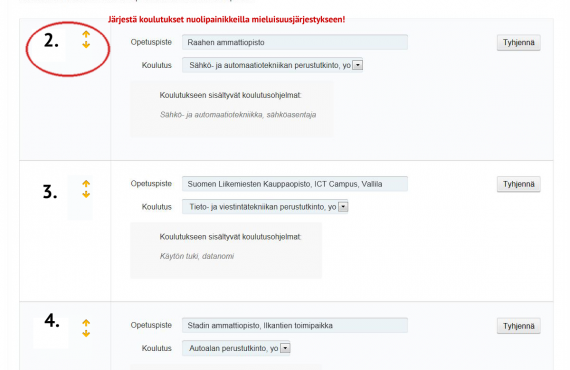 Järjestä koulutukset nuolipainikkeilla mieluisuusjärjestykseen!
2.
Opetuspiste Raahen ammattiopisto Tyhjennä
Koulutus Sähkö- ja automaatiotekniikan perustutkinto, yo
Koulutukseen sisältyvät koulutusohjelmat:
Sähkö- ja automaatiotekniikka, sähköasentaja
3.
Opetuspiste Suomen Liikemiesten Kauppaopisto, ICT Campus, Vallila Tyhjennä
Koulutus Tieto- ja viestintätekniikan perustutkinto, yo
Koulutukseen sisältyvät koulutusohjelmat:
Käytön tuki, datanomi
4.
Opetuspiste Stadin ammattiopisto, Ilkantien toimipaikka Tyhjennä
Koulutus Autoalan perustutkinto, yo